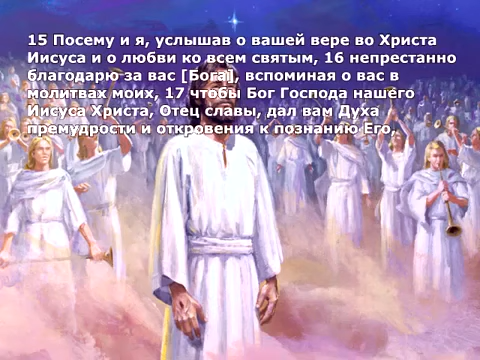 15 Посему и я, услышав о вашей вере во Христа
Иисуса и о любви ко всем святым, 16 непрестанно
благодарю за вас [Бога], вспоминая о вас в
молитвах моих, 17 чтобы Бог Господа нашего
Иисуса Христа, Отец славы, дал вам Духа
премудрости и откровения к познанию Его,